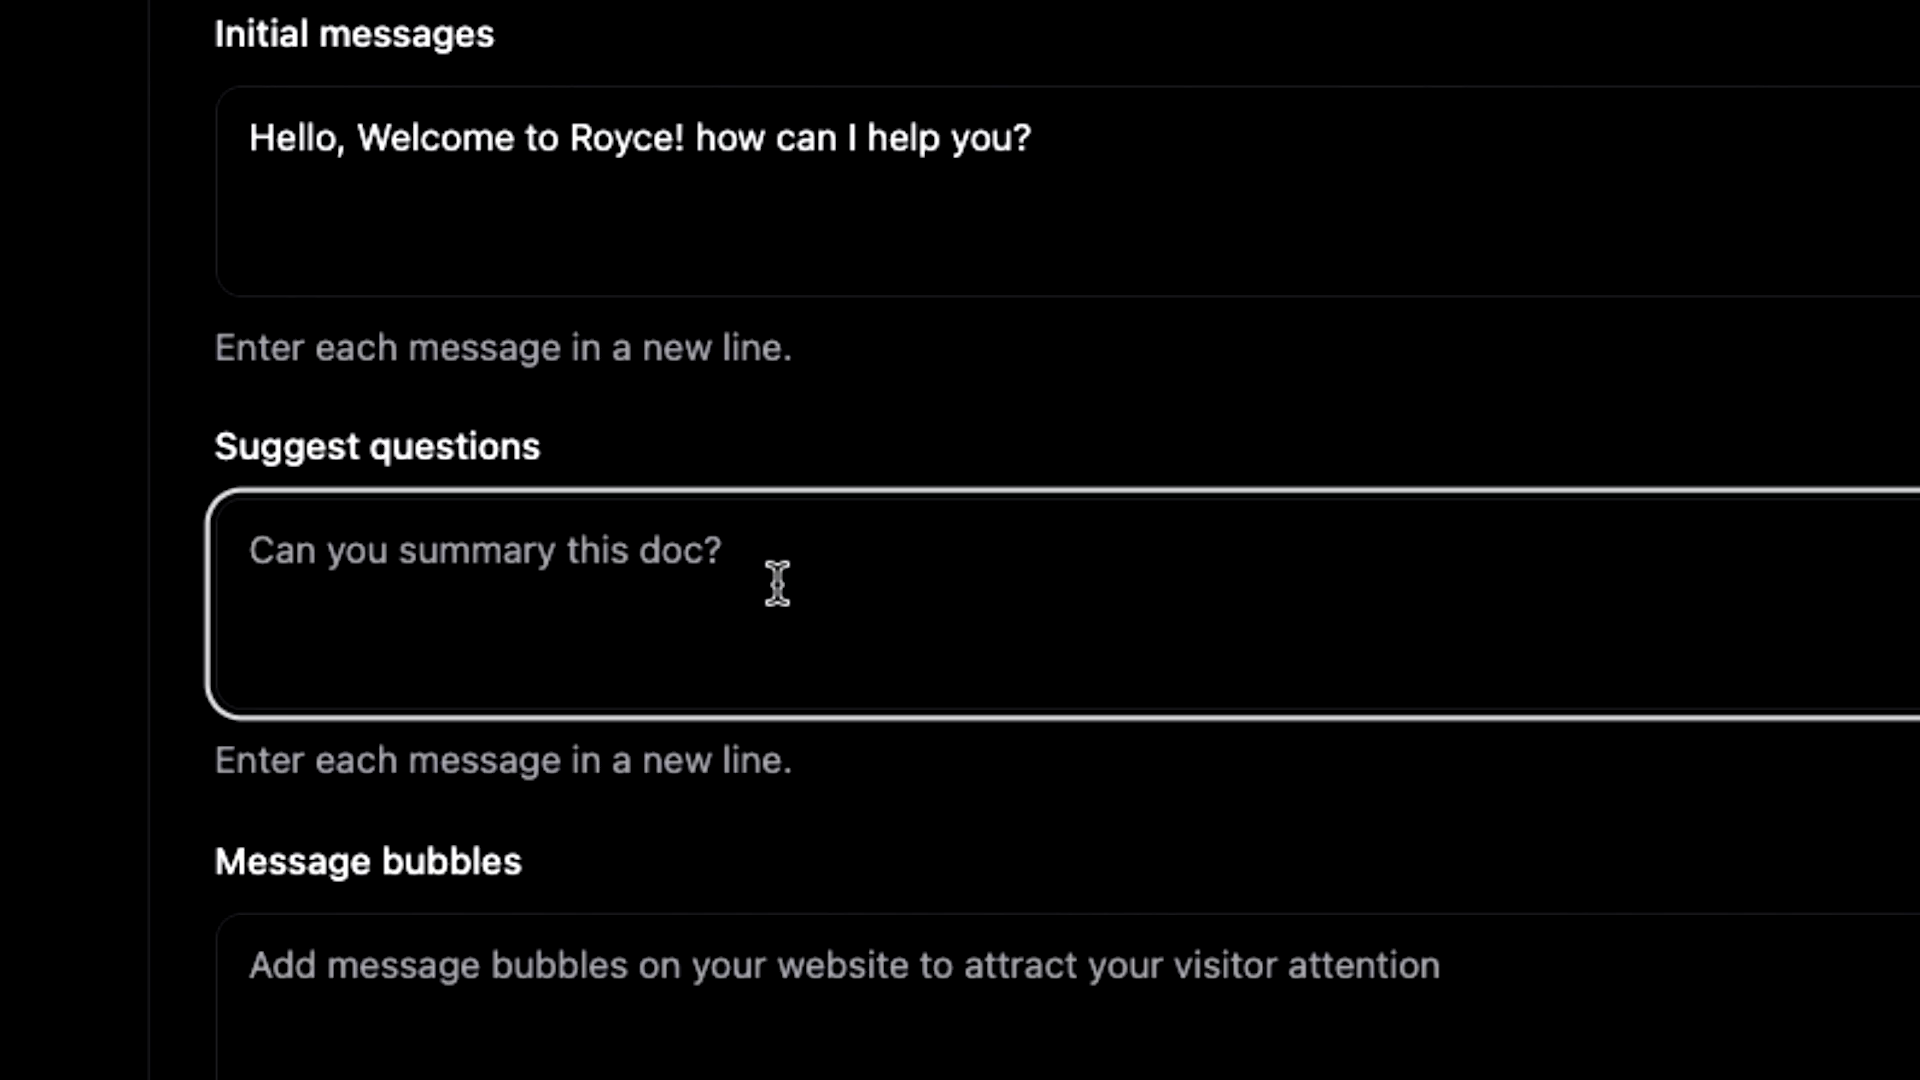 Initial messages
Hello, Welcome to Royce! how can I help you?
Enter each message in a new line.
Suggest questions
Can you summary this doc?
Enter each message in a new line.
Message bubbles
Add message bubbles on your website to attract your visitor attention